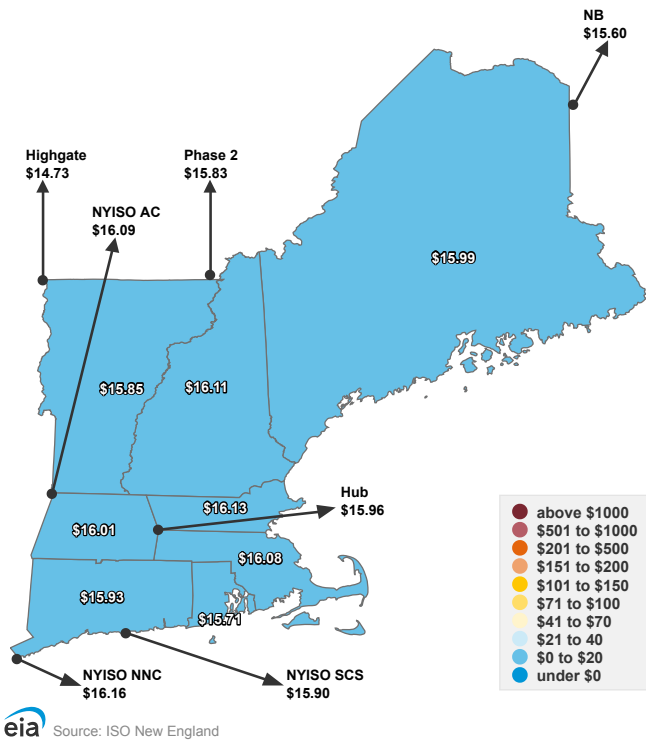 NB
$15.60
Highgate
$14.73
Phase 2
$15.83
NYISO AC
$16.09
$15.99
$15.85
$16.11
Hub
$15.96
$16.13
$16.01
$16.08
$15.93
$15.71
NYISO NNC
$16.16
NYISO SCS
$15.90
above $1000
$501 to $1000
$201 to $500
$151 to $200
$101 to $150
$71 to $100
$41 to $70
$21 to 40
$0 to $20
under $0
eia Source: ISO New England